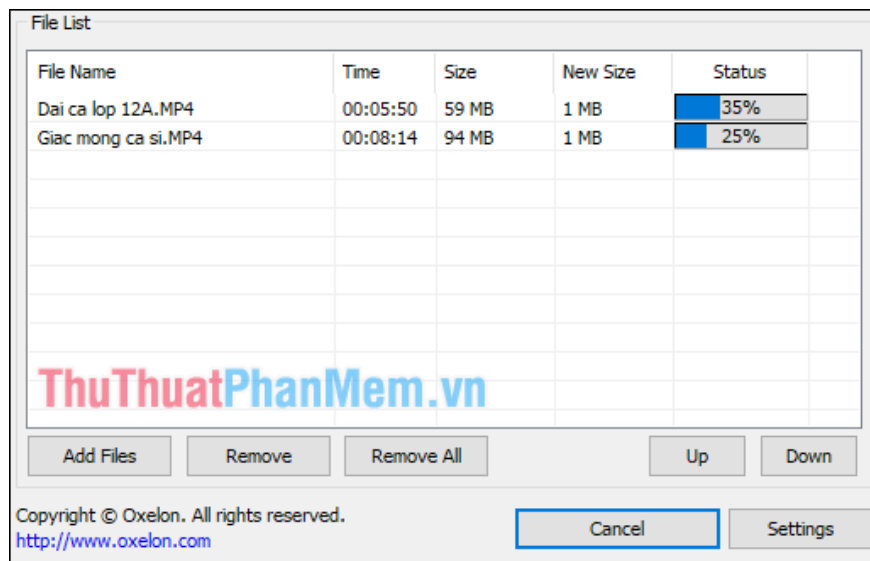 File List
File Name Time Size New Size Status
Dai ca lop 12A.MP4 00:05:50 59 MB 1 MB 35%
Giac mong ca si.MP4 00:08:14 94 MB 1 MB 25%
ThuThuatPhanMem.vn
Add Files Remove Remove All Up Down
Copyright © Oxelon. All rights reserved.
http://www.oxelon.com
Cancel Settings